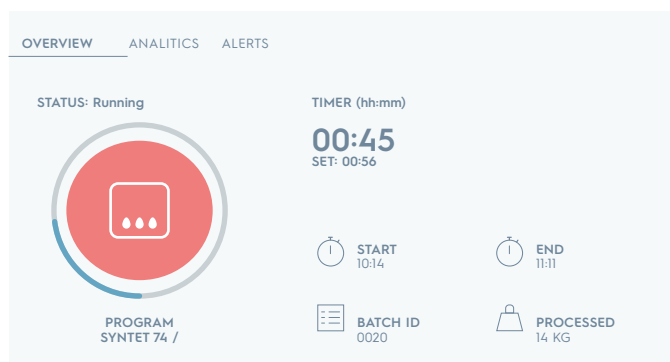 OVERVIEW ANALITICS ALERTS
STATUS: Running
TIMER (hh:mm)
00:45
SET: 00:56
START
10:14
END
11:11
BATCH ID
0020
PROCESSED
14 KG
PROGRAM
SYNTET 74 /